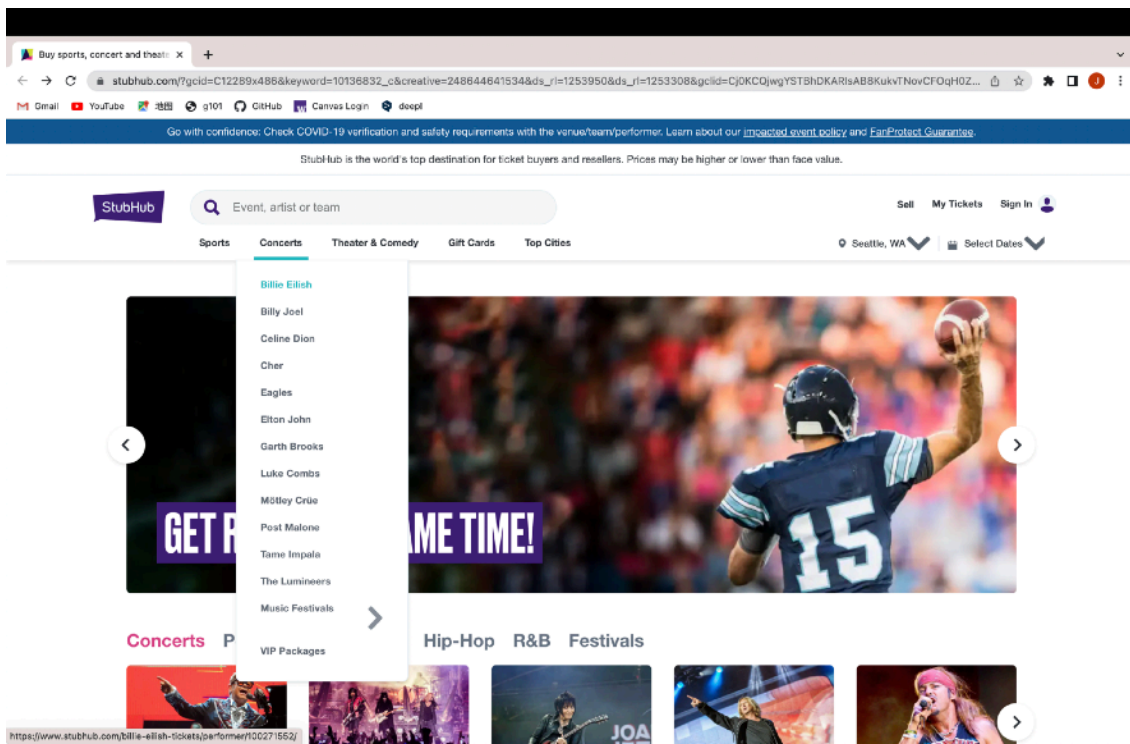 Buy sports, concert and theate
stubhub.com/?gcid=C12289x486&keyword=10136832_c&creative=248644641534&ds_rl=1253950&ds_rl=1253308&gclid=Cj0KCQjwgYSTBhDKARIsAB8KukvTNovCFOqH0Z...
J
Gmail YouTube 地图 g101 GitHub Canvas Login deepl
Go with confidence: Check COVID-19 verification and safety requirements with the venue/team/performer. Learn about our impacted event policy and FanProtect Guarantee.
StubHub is the world's top destination for ticket buyers and resellers. Prices may be higher or lower than face value.
StubHub Event, artist or team Sell My Tickets Sign In
Sports Concerts Theater & Comedy Gift Cards Top Cities Seattle, WA Select Dates
Billie Eilish
Billy Joel
Celine Dion
Cher
Eagles
Elton John
Garth Brooks
Luke Combs
Mötley Crüe
Post Malone
Tame Impala
The Lumineers
Music Festivals
VIP Packages
15
GET R AME TIME!
Concerts P Hip-Hop R&B Festivals
JOA
https://www.stubhub.com/billie-eilish-tickets/performer/100271552/